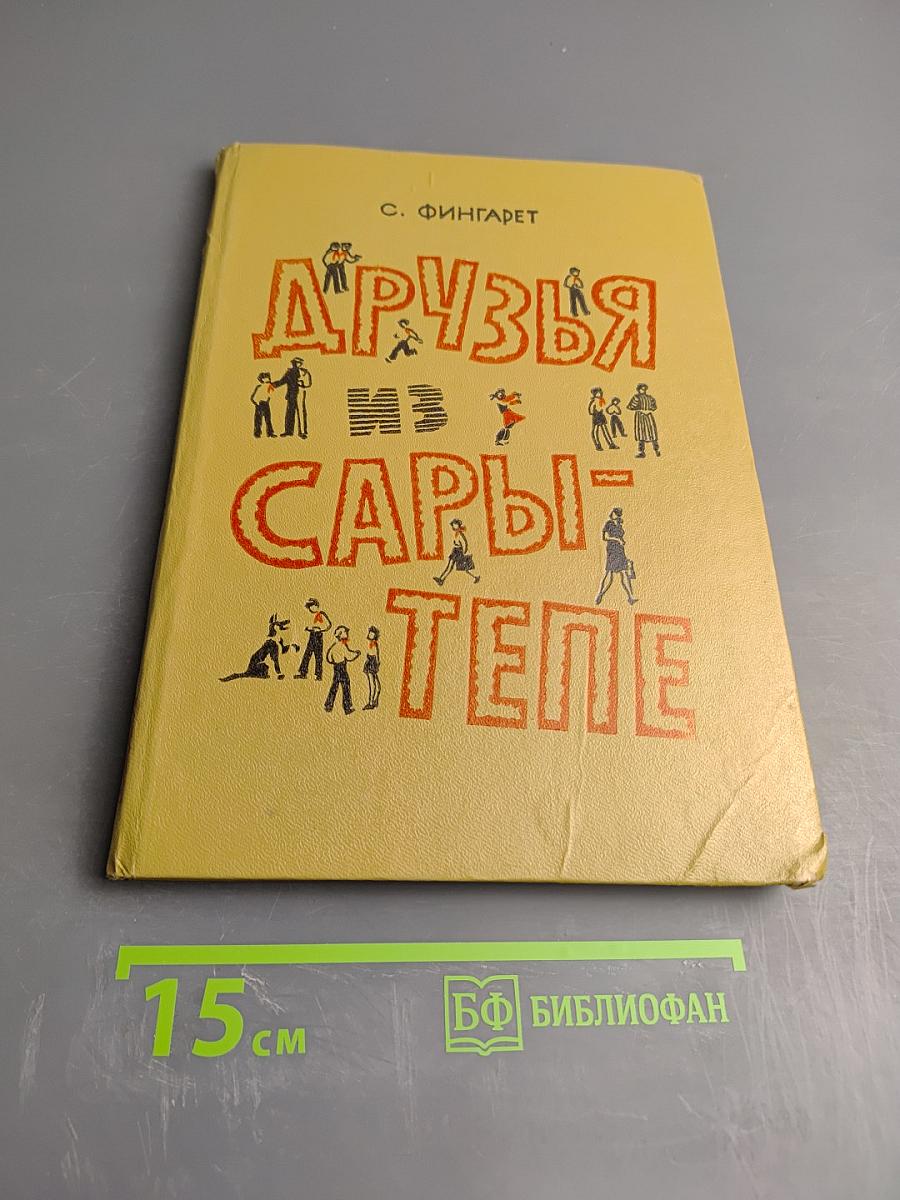 С. ФИНГАРЕТ
ДРУЗЬЯ
ИЗ
САРЫ-
ТЕПЕ
15 см
БФ БИБЛИОФАН